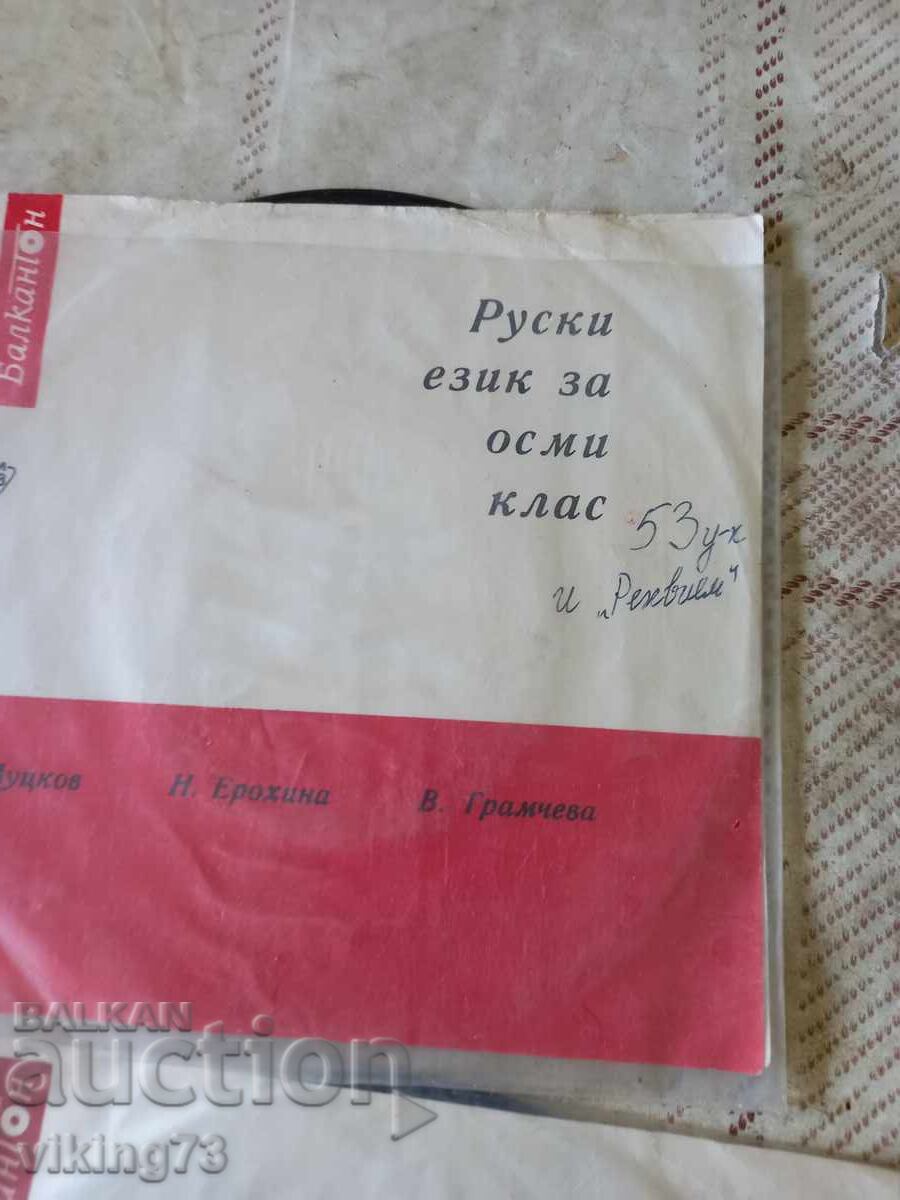 Балкантон
Руски
език за
осми
клас
53 у-к
и „Реквием"
Н. Ерохина
В. Грамчева
BALKAN
auction
viking73